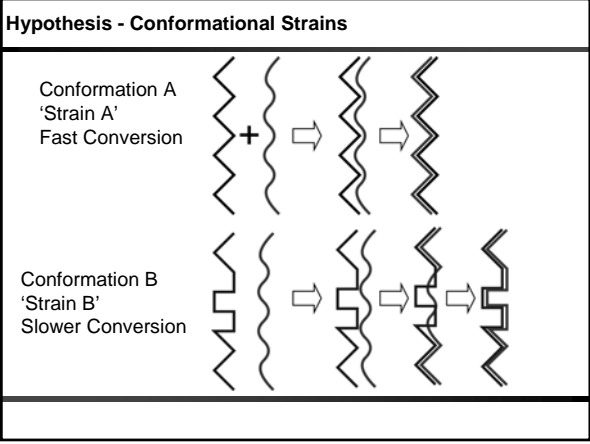 Hypothesis - Conformational Strains
Conformation A
‘Strain A’
Fast Conversion
+
Conformation B
‘Strain B’
Slower Conversion